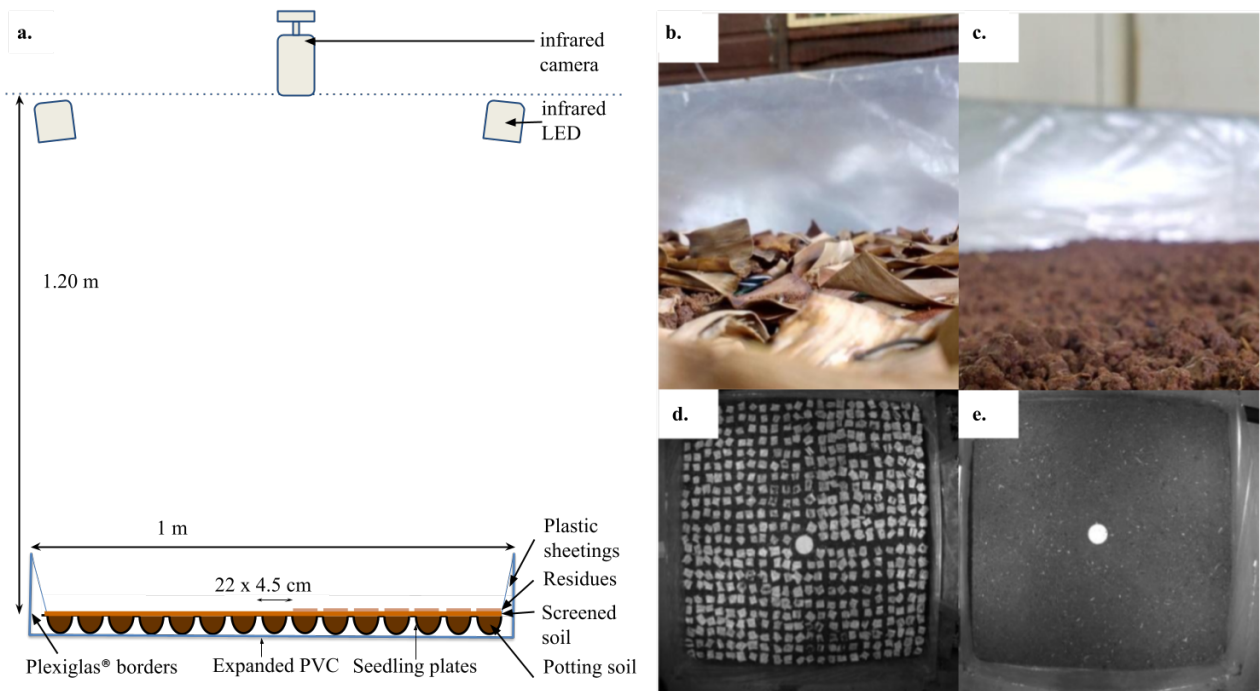 a.
infrared
camera
infrared
LED
1.20 m
1 m
22 x 4.5 cm
Plastic
sheetings
Residues
Screened
soil
Potting soil
Plexiglas® borders
Expanded PVC
Seedling plates
b.
c.
d.
e.